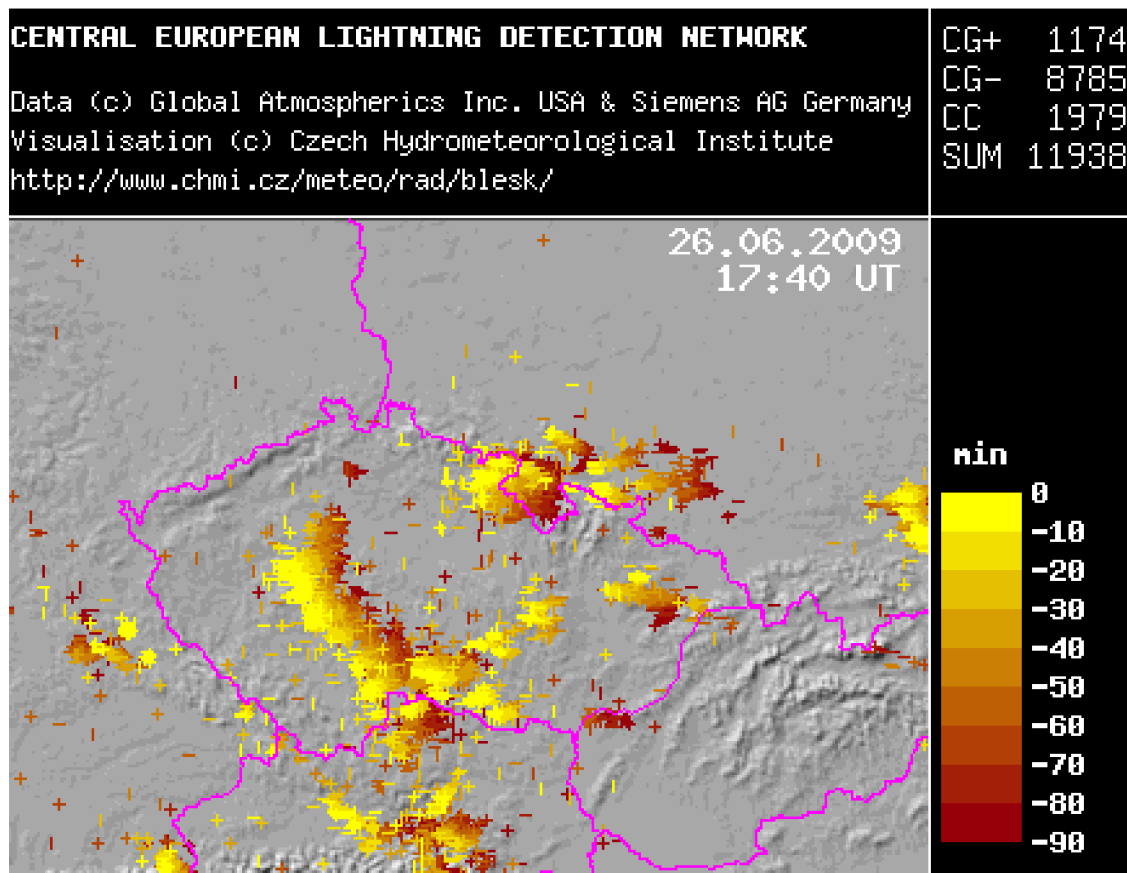 CENTRAL EUROPEAN LIGHTNING DETECTION NETWORK
Data (c) Global Atmospherics Inc. USA & Siemens AG Germany
Visualisation (c) Czech Hydrometeorological Institute
http://www.chmi.cz/meteo/rad/blesk/
CG+ 1174
CG- 8785
CC 1979
SUM 11938
26.06.2009
17:40 UT
min
0
-10
-20
-30
-40
-50
-60
-70
-80
-90